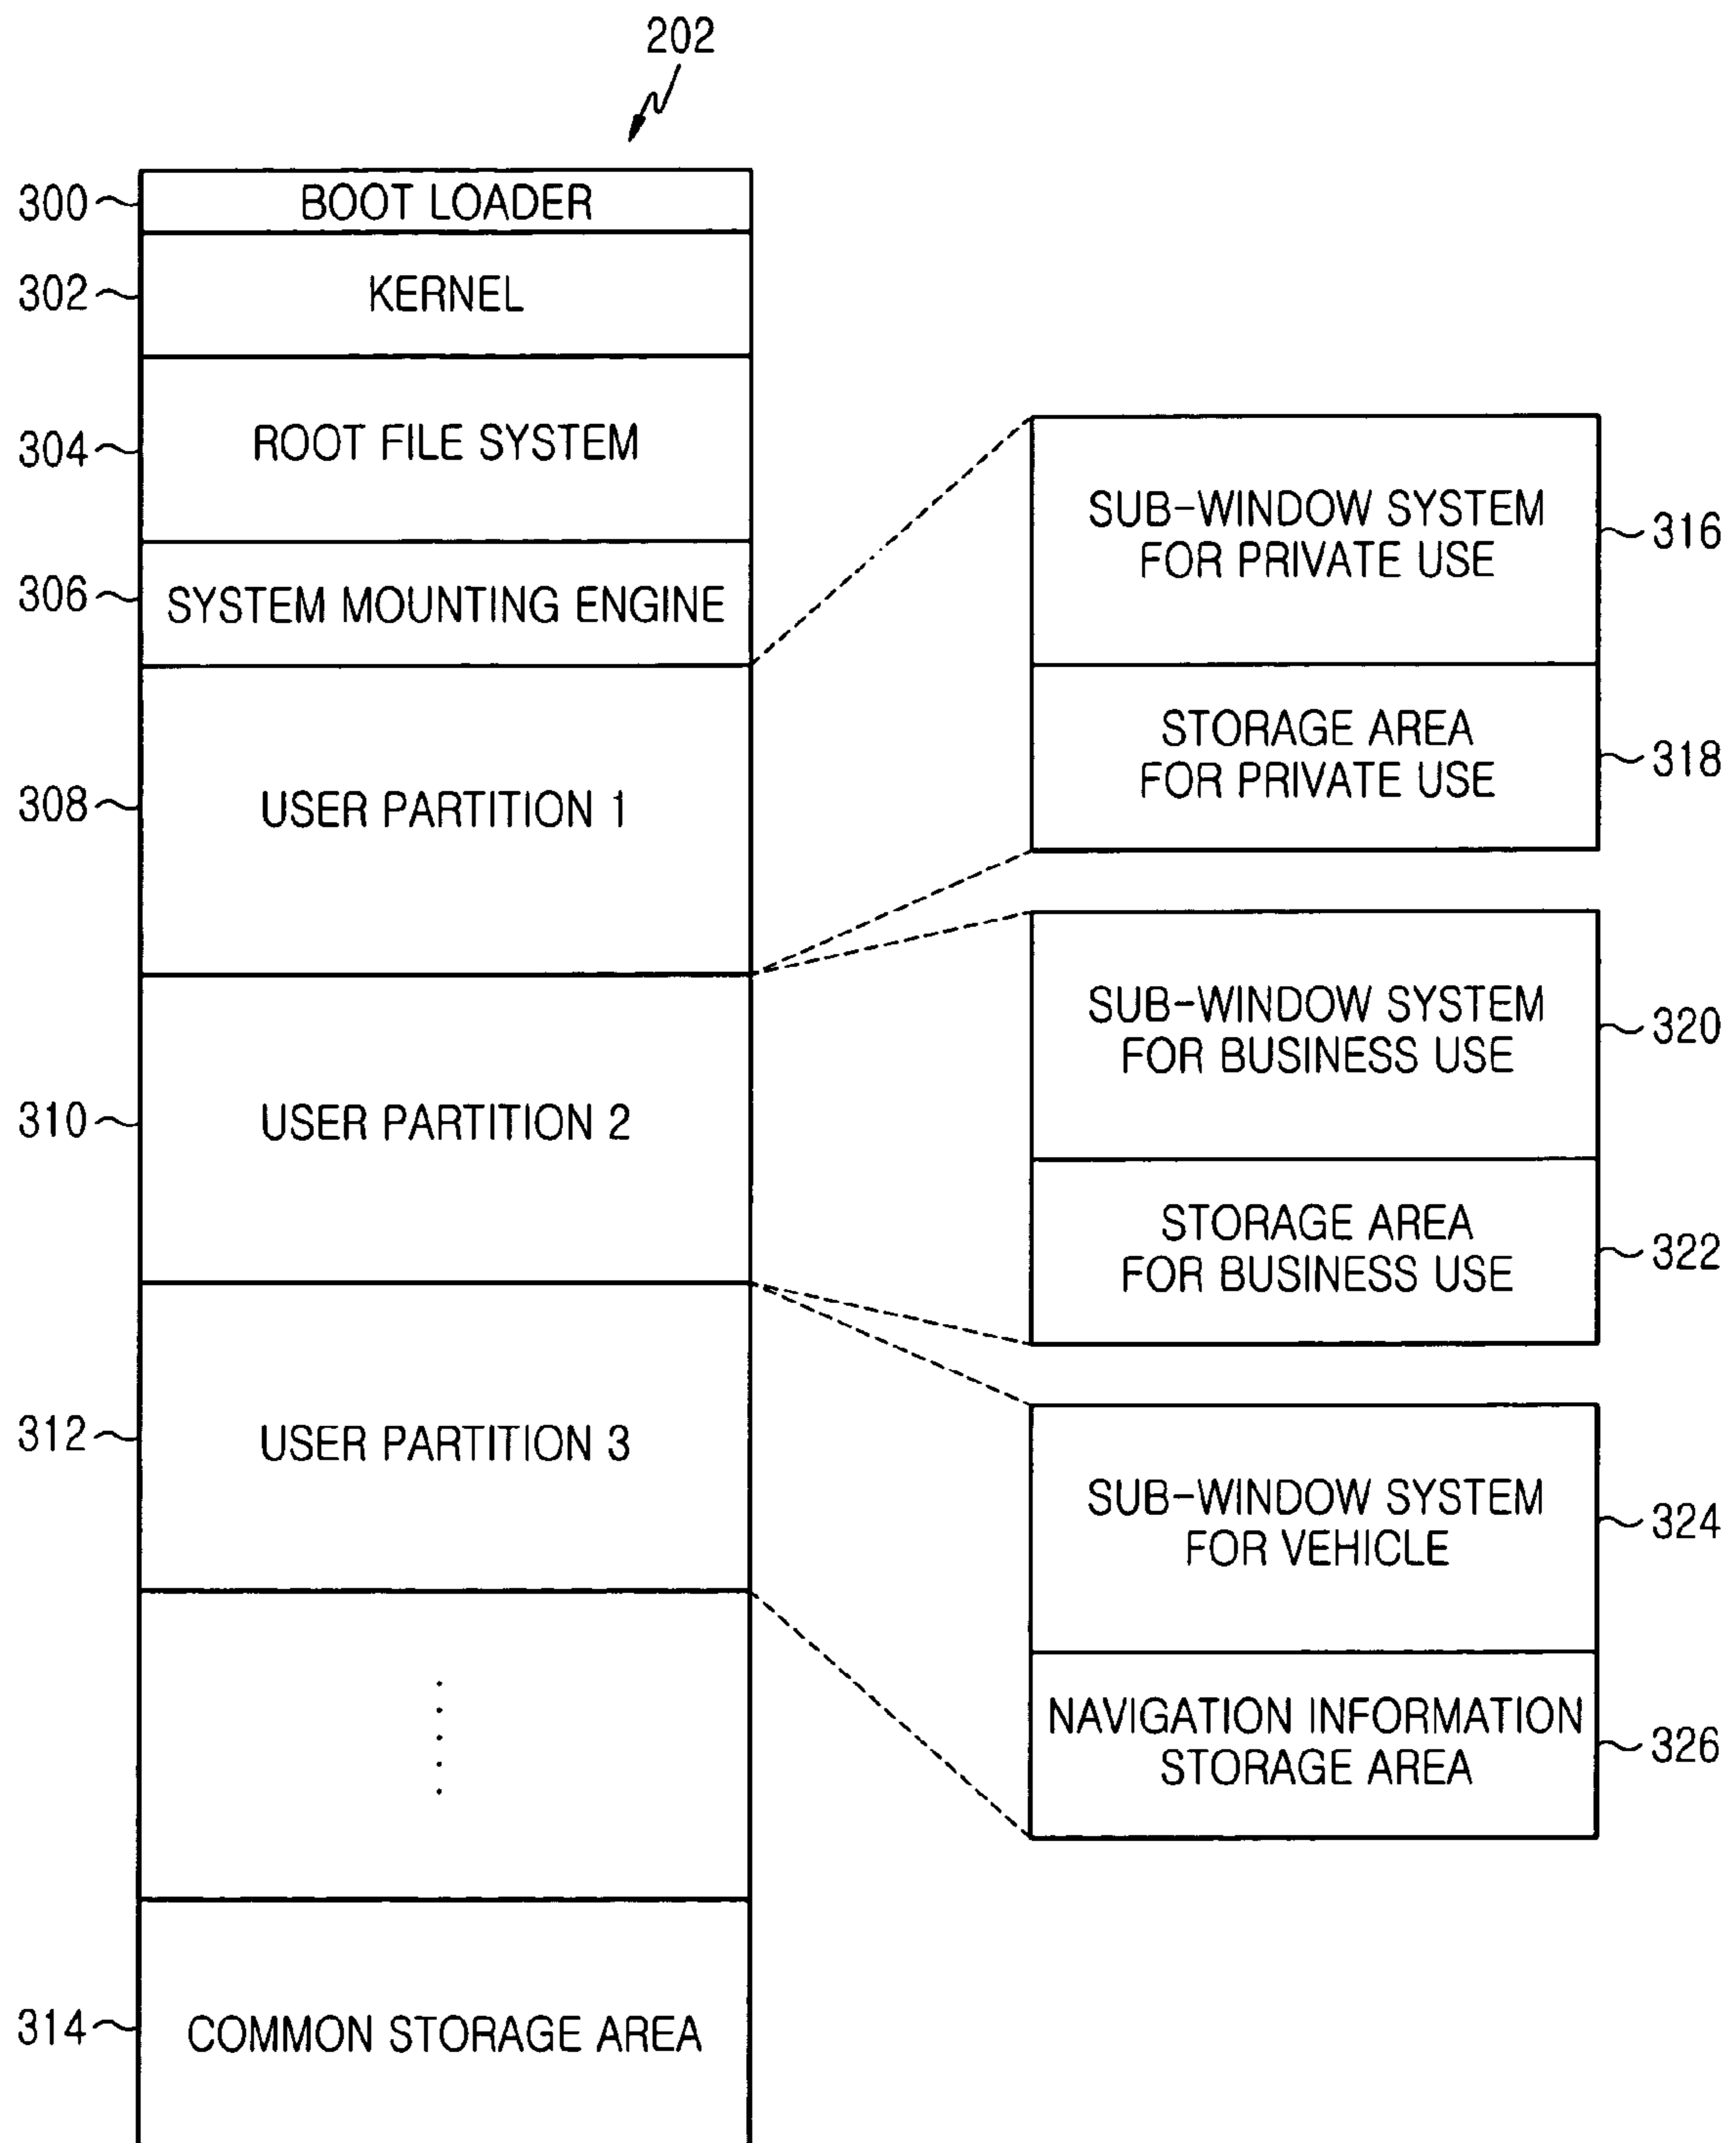 202
300
BOOT LOADER
302
KERNEL
304
ROOT FILE SYSTEM
306
SYSTEM MOUNTING ENGINE
308
USER PARTITION 1
310
USER PARTITION 2
312
USER PARTITION 3
314
COMMON STORAGE AREA
SUB-WINDOW SYSTEM
FOR PRIVATE USE
316
STORAGE AREA
FOR PRIVATE USE
318
SUB-WINDOW SYSTEM
FOR BUSINESS USE
320
STORAGE AREA
FOR BUSINESS USE
322
SUB-WINDOW SYSTEM
FOR VEHICLE
324
NAVIGATION INFORMATION
STORAGE AREA
326